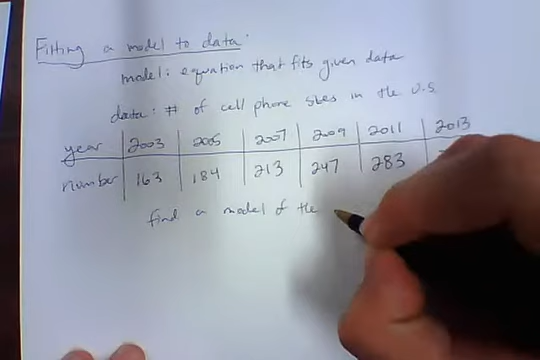 Fitting a model to data:
model: equation that fits given data
data: # of cell phone sites in the U.S.
year 2003 2005 2007 2009 2011 2013
number 163 184 213 247 283
find a model of the